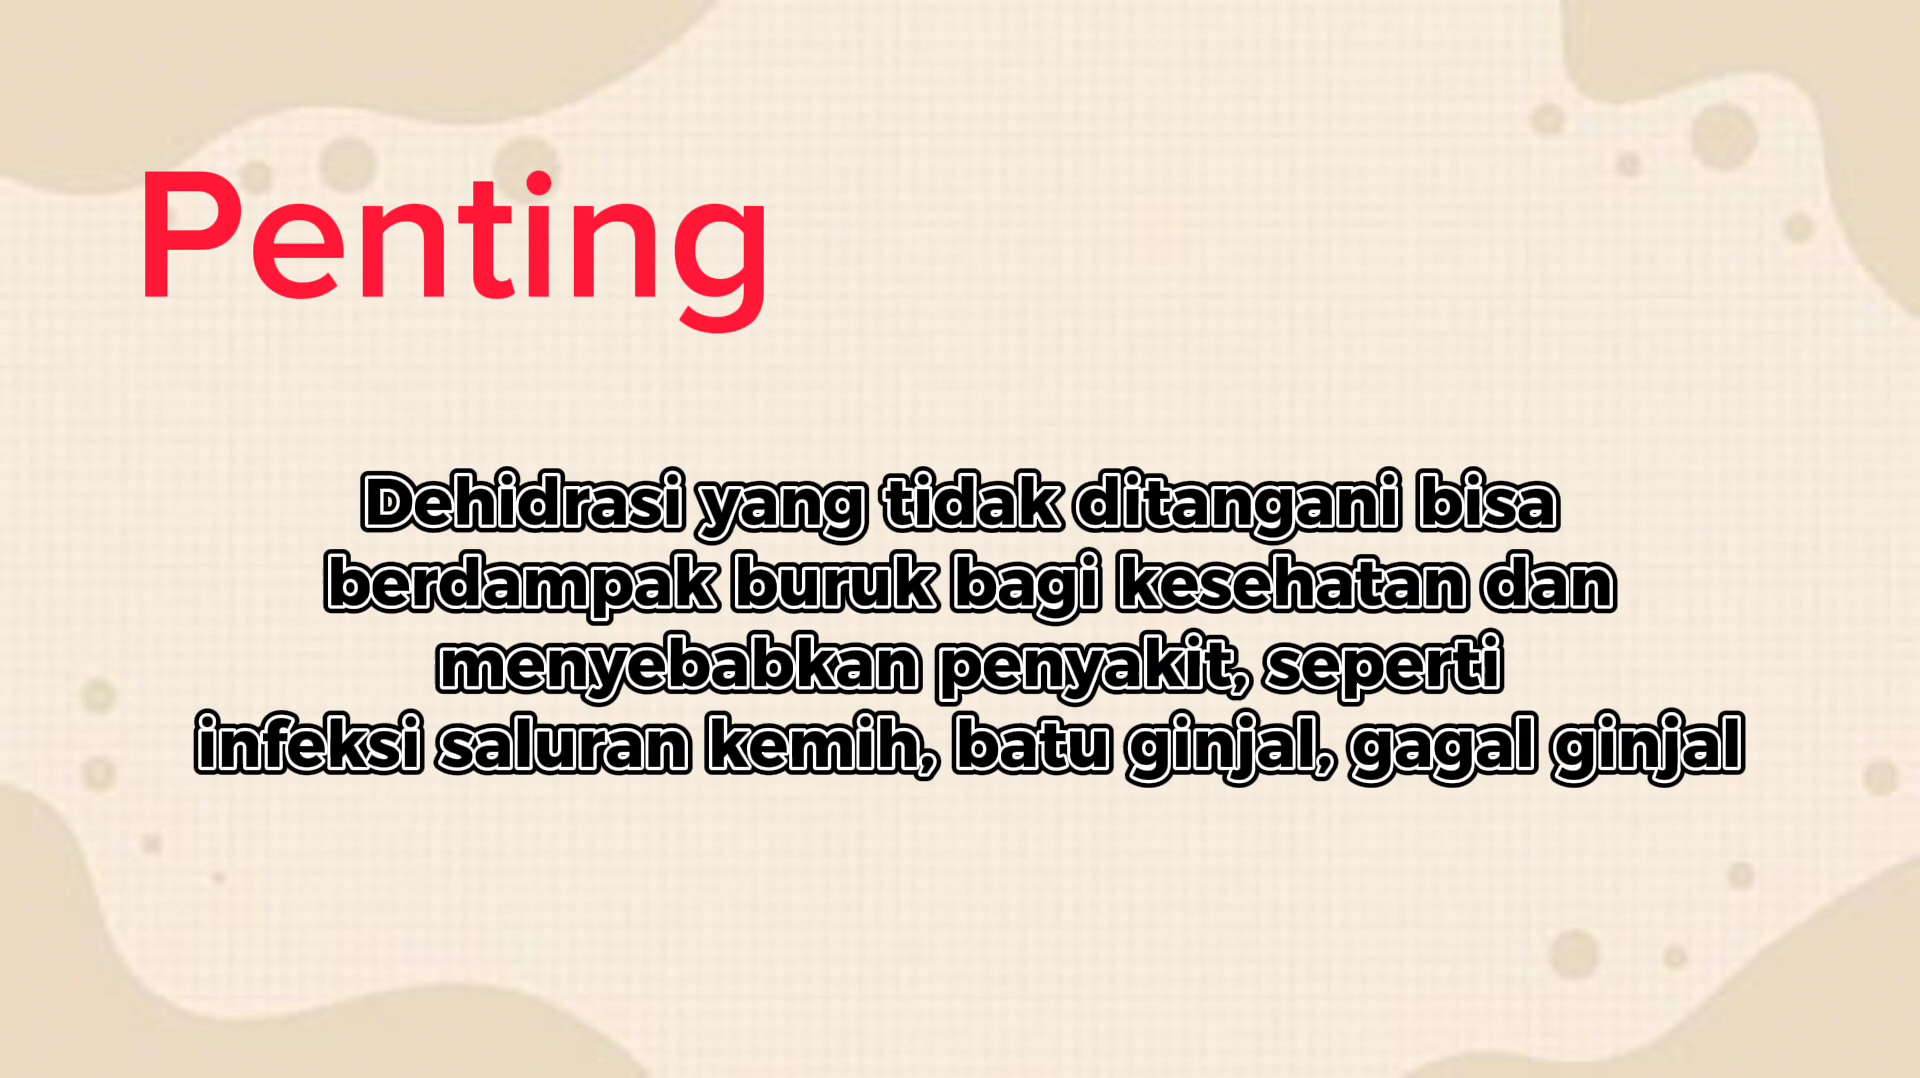 Penting
Dehidrasi yang tidak ditangani bisa
berdampak buruk bagi kesehatan dan
menyebabkan penyakit, seperti
infeksi saluran kemih, batu ginjal, gagal ginjal